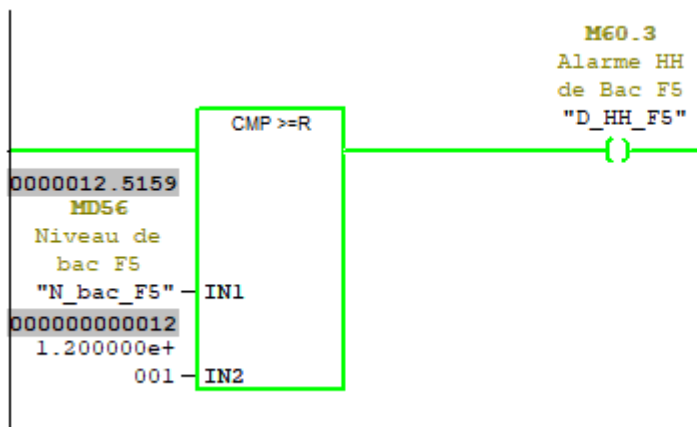 M60.3
Alarme HH
de Bac F5
"D_HH_F5"
CMP >=R
0000012.5159
MD56
Niveau de
bac F5
"N_bac_F5"
IN1
000000000012
1.200000e+
001
IN2